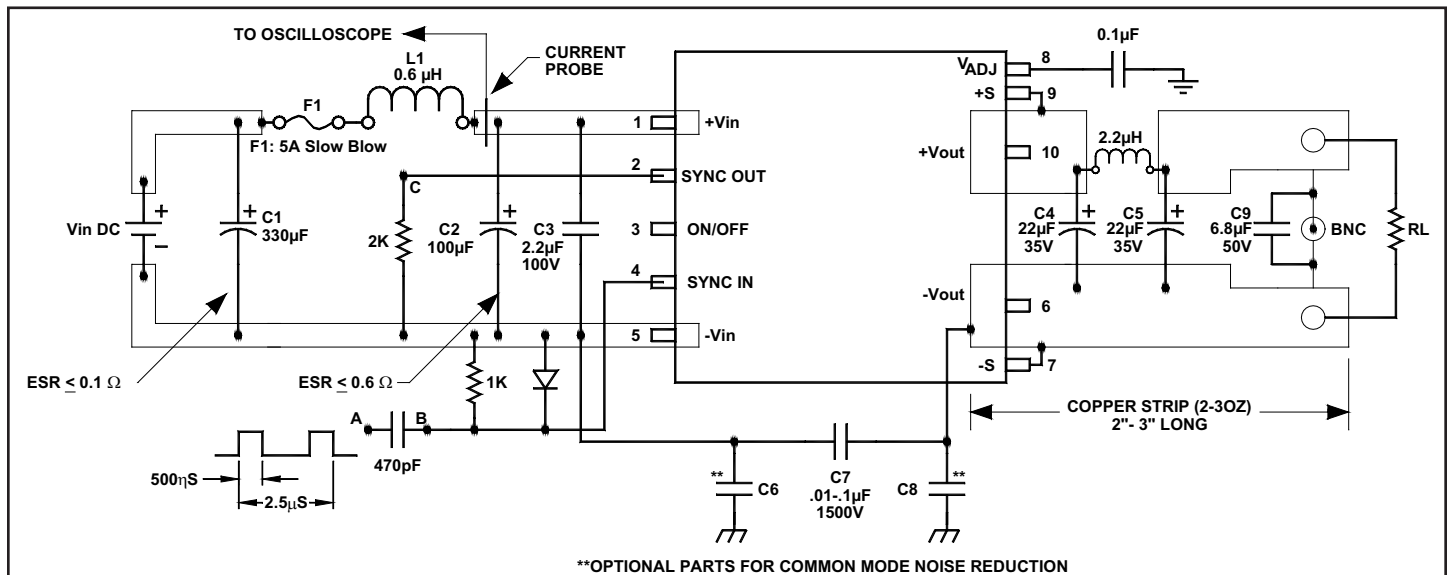 TO OSCILLOSCOPE
CURRENT
PROBE
L1
0.6 µH
F1
F1: 5A Slow Blow
Vin DC
+
–
+
C1
330µF
ESR ≤ 0.1 Ω
C
2K
+
C2
100µF
C3
2.2µF
100V
ESR ≤ 0.6 Ω
1
+Vin
2
SYNC OUT
3
ON/OFF
4
SYNC IN
5
-Vin
1K
A
B
470pF
500ηS
2.5µS
0.1µF
VADJ
8
+S
9
+Vout
10
2.2µH
+
C4
22µF
35V
+
C5
22µF
35V
C9
6.8µF
50V
BNC
RL
-Vout
6
-S
7
COPPER STRIP (2-3OZ)
2"- 3" LONG
**
C6
C7
.01-.1µF
1500V
C8
**
**OPTIONAL PARTS FOR COMMON MODE NOISE REDUCTION